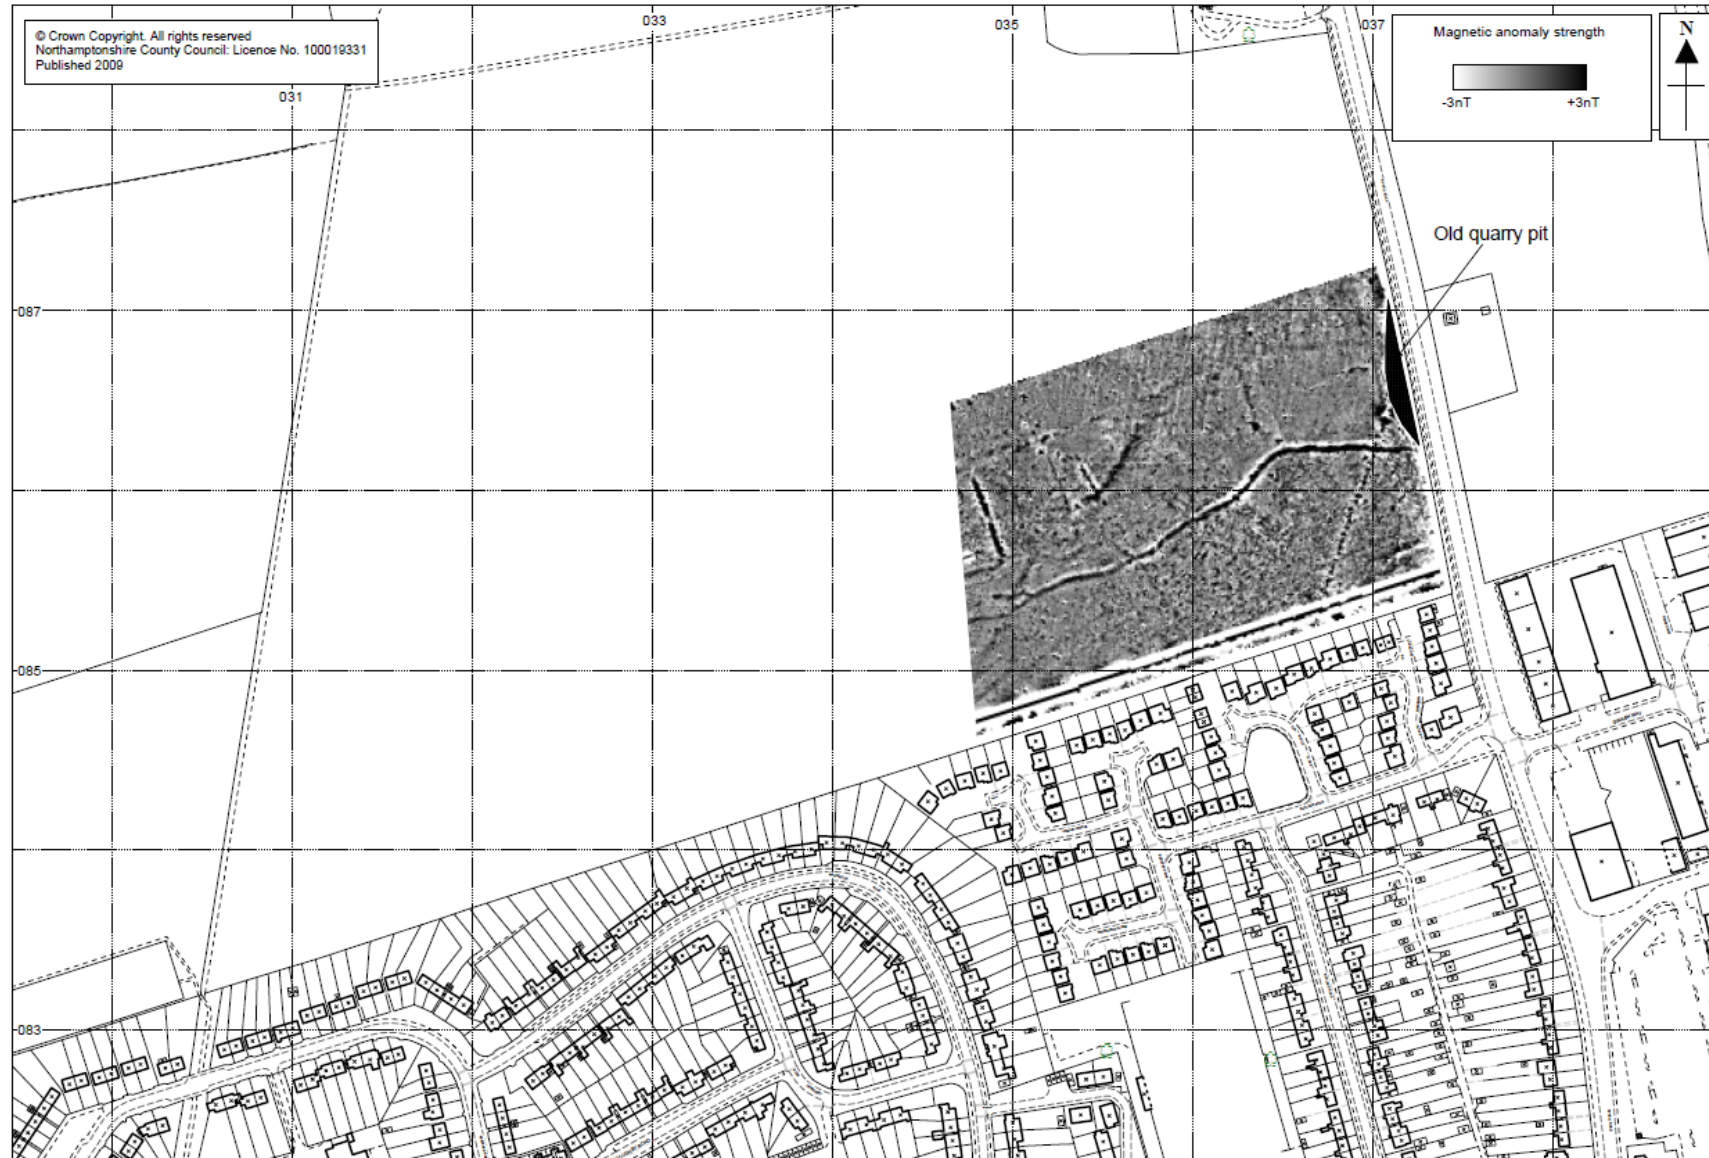 © Crown Copyright. All rights reserved
Northamptonshire County Council: Licence No. 100019331
Published 2009
031
033
035
037
Magnetic anomaly strength
-3nT
+3nT
N
Old quarry pit
087
085
083